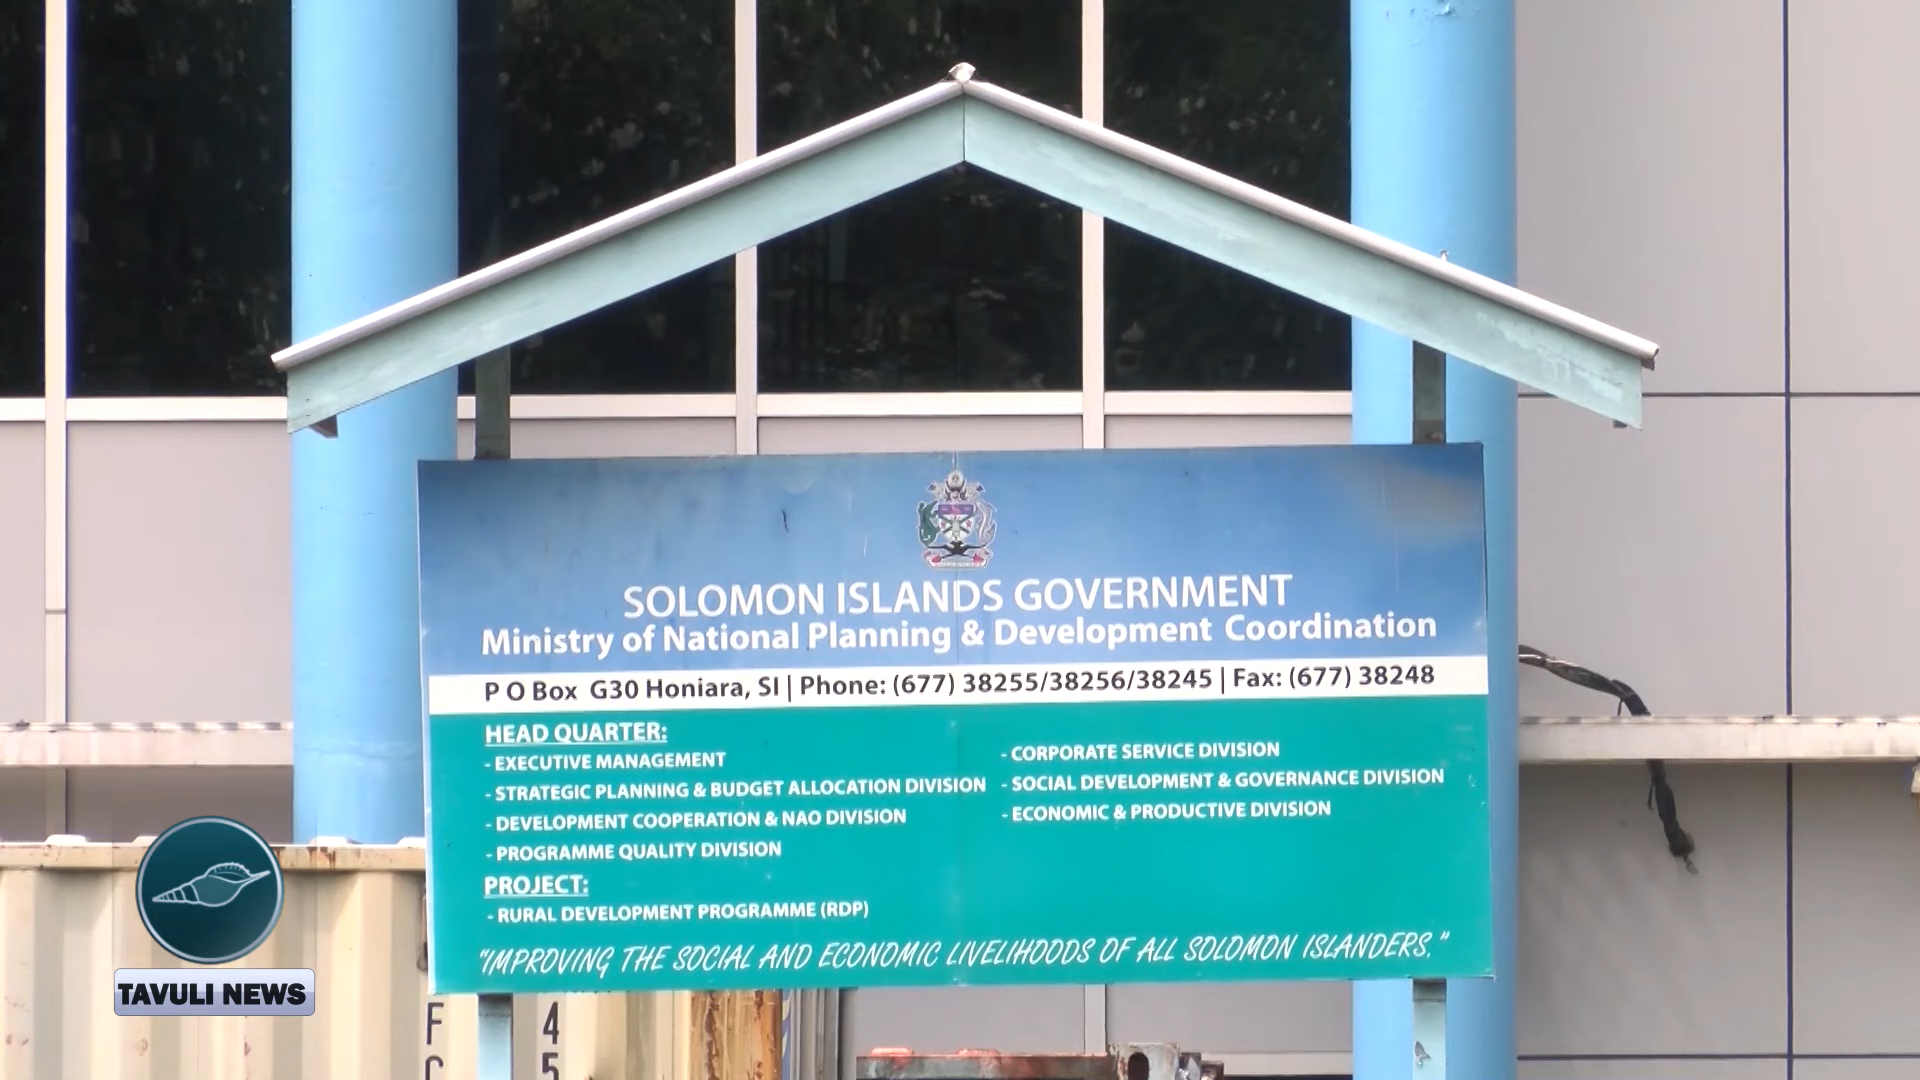 SOLOMON ISLANDS GOVERNMENT
Ministry of National Planning & Development Coordination
P O Box G30 Honiara, SI | Phone: (677) 38255/38256/38245 | Fax: (677) 38248
HEAD QUARTER:
- EXECUTIVE MANAGEMENT
- STRATEGIC PLANNING & BUDGET ALLOCATION DIVISION
- DEVELOPMENT COOPERATION & NAO DIVISION
- PROGRAMME QUALITY DIVISION
- CORPORATE SERVICE DIVISION
- SOCIAL DEVELOPMENT & GOVERNANCE DIVISION
- ECONOMIC & PRODUCTIVE DIVISION
PROJECT:
- RURAL DEVELOPMENT PROGRAMME (RDP)
"IMPROVING THE SOCIAL AND ECONOMIC LIVELIHOODS OF ALL SOLOMON ISLANDERS."
TAVULI NEWS
F 4
5